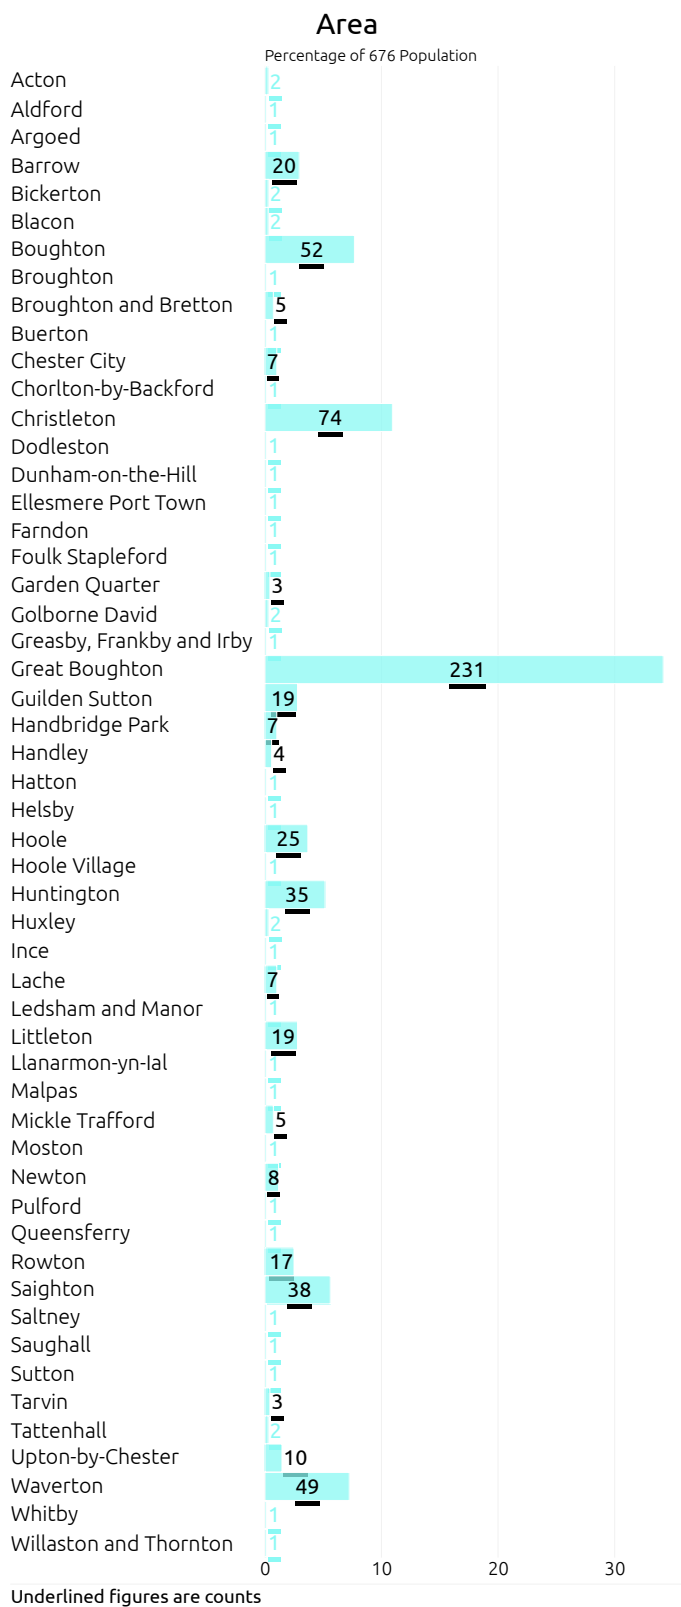 Area
Percentage of 676 Population
Acton 2
Aldford 1
Argoed 1
Barrow 20
Bickerton 2
Blacon 2
Boughton 52
Broughton 1
Broughton and Bretton 5
Buerton 1
Chester City 7
Chorlton-by-Backford 1
Christleton 74
Dodleston 1
Dunham-on-the-Hill 1
Ellesmere Port Town 1
Farndon 1
Foulk Stapleford 1
Garden Quarter 3
Golborne David 2
Greasby, Frankby and Irby 1
Great Boughton 231
Guilden Sutton 19
Handbridge Park 7
Handley 4
Hatton 1
Helsby 1
Hoole 25
Hoole Village 1
Huntington 35
Huxley 2
Ince 1
Lache 7
Ledsham and Manor 1
Littleton 19
Llanarmon-yn-Ial 1
Malpas 1
Mickle Trafford 5
Moston 1
Newton 8
Pulford 1
Queensferry 1
Rowton 17
Saighton 38
Saltney 1
Saughall 1
Sutton 1
Tarvin 3
Tattenhall 2
Upton-by-Chester 10
Waverton 49
Whitby 1
Willaston and Thornton 1
0 10 20 30
Underlined figures are counts